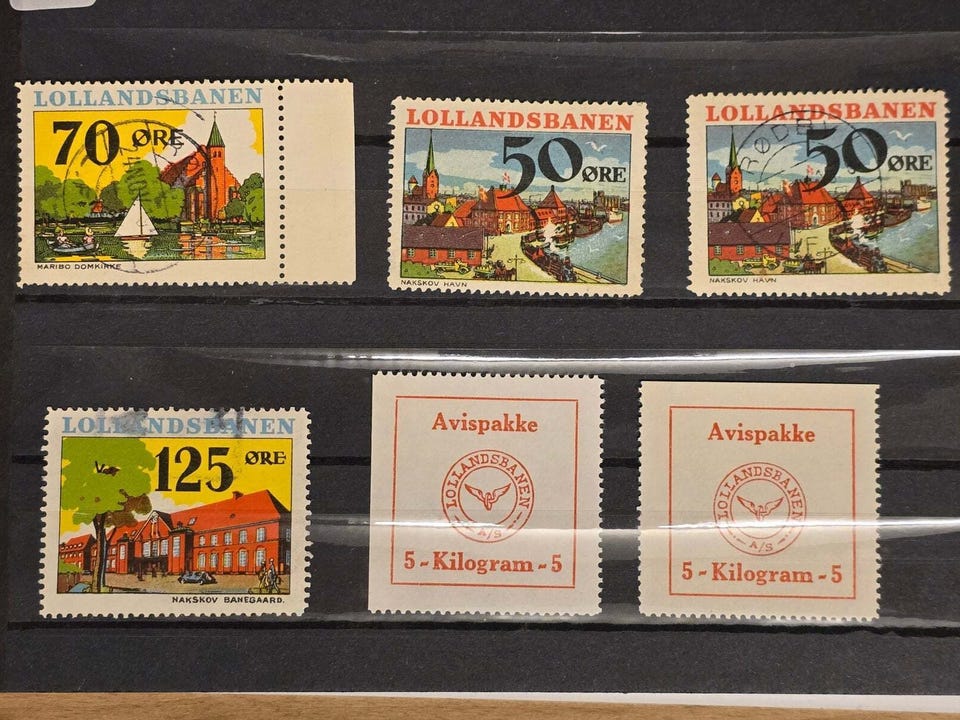 LOLLANDSBANEN
70 ØRE
MARIBO DOMKIRKE
LOLLANDSBANEN
50 ØRE
NAKSKOV HAVN
LOLLANDSBANEN
50 ØRE
RØDB
NAKSKOV HAVN
LOLLANDSBANEN
125 ØRE
NAKSKOV BANEGAARD.
Avispakke
LOLLANDSBANEN
A/S
5 - Kilogram - 5
Avispakke
LOLLANDSBANEN
A/S
5 - Kilogram - 5